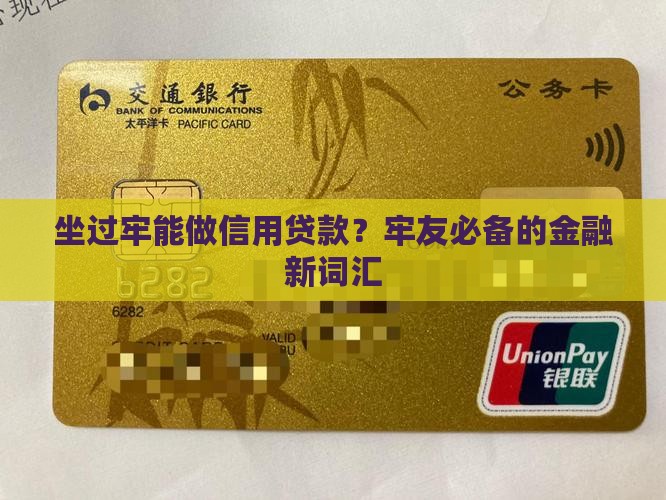 交通銀行
公务卡
BANK OF COMMUNICATIONS
太平洋卡 PACIFIC CARD
坐过牢能做信用贷款？牢友必备的金融
新词汇
6282
6282
VALID
UnionPay
银联